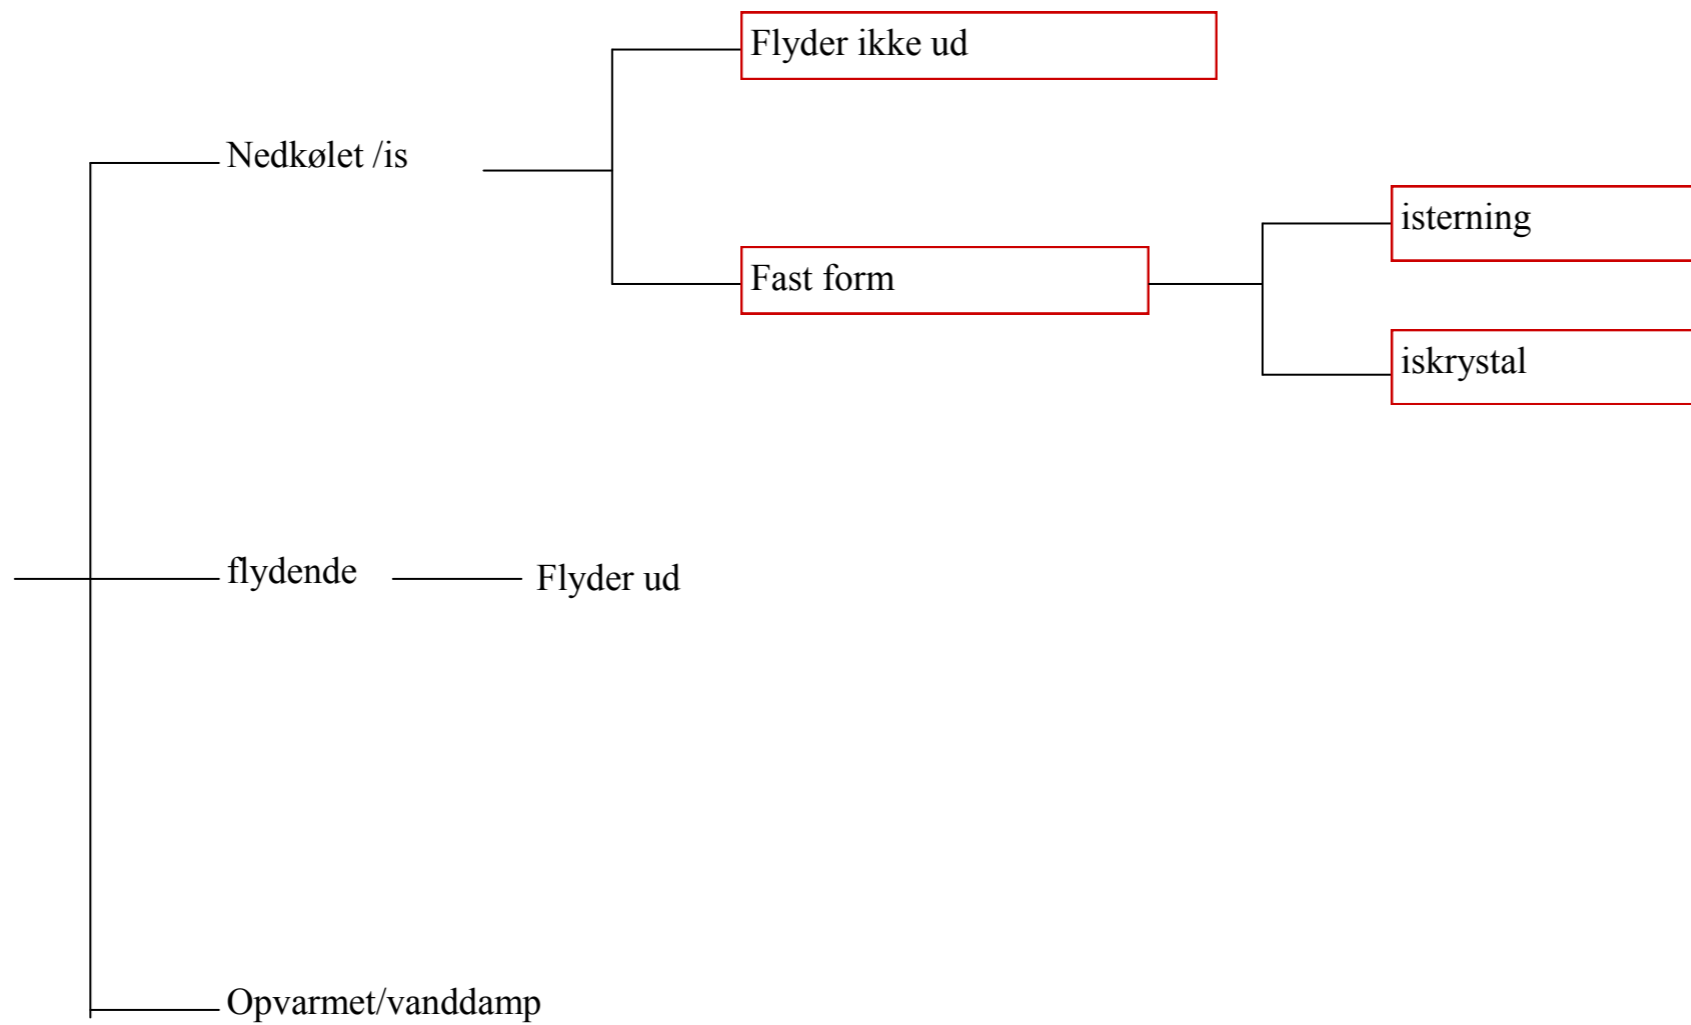 Flyder ikke ud
Nedkølet /is
isterning
Fast form
iskrystal
flydende
Flyder ud
Opvarmet/vanddamp